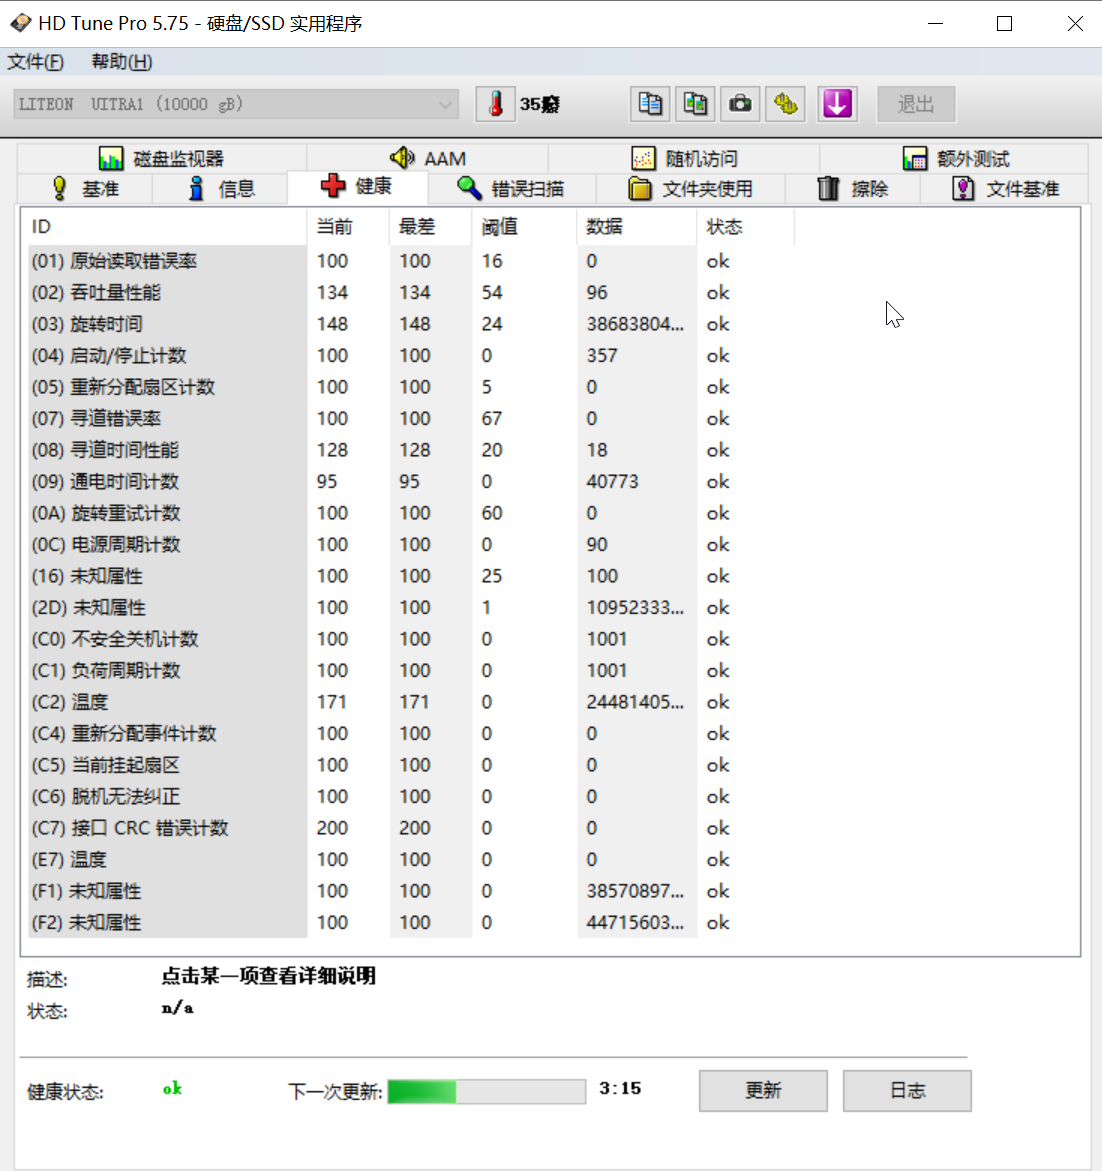 HD Tune Pro 5.75 - 硬盘/SSD 实用程序
文件(F) 帮助(H)
LITEON UITRA1 (10000 gB) 35癈 退出
磁盘监视器 AAM 随机访问 额外测试
基准 信息 健康 错误扫描 文件夹使用 擦除 文件基准
ID 当前 最差 阈值 数据 状态
(01) 原始读取错误率 100 100 16 0 ok
(02) 吞吐量性能 134 134 54 96 ok
(03) 旋转时间 148 148 24 38683804... ok
(04) 启动/停止计数 100 100 0 357 ok
(05) 重新分配扇区计数 100 100 5 0 ok
(07) 寻道错误率 100 100 67 0 ok
(08) 寻道时间性能 128 128 20 18 ok
(09) 通电时间计数 95 95 0 40773 ok
(0A) 旋转重试计数 100 100 60 0 ok
(0C) 电源周期计数 100 100 0 90 ok
(16) 未知属性 100 100 25 100 ok
(2D) 未知属性 100 100 1 10952333... ok
(C0) 不安全关机计数 100 100 0 1001 ok
(C1) 负荷周期计数 100 100 0 1001 ok
(C2) 温度 171 171 0 24481405... ok
(C4) 重新分配事件计数 100 100 0 0 ok
(C5) 当前挂起扇区 100 100 0 0 ok
(C6) 脱机无法纠正 100 100 0 0 ok
(C7) 接口 CRC 错误计数 200 200 0 0 ok
(E7) 温度 100 100 0 0 ok
(F1) 未知属性 100 100 0 38570897... ok
(F2) 未知属性 100 100 0 44715603... ok
描述: 点击某一项查看详细说明
状态: n/a
健康状态: ok 下一次更新: 3:15 更新 日志